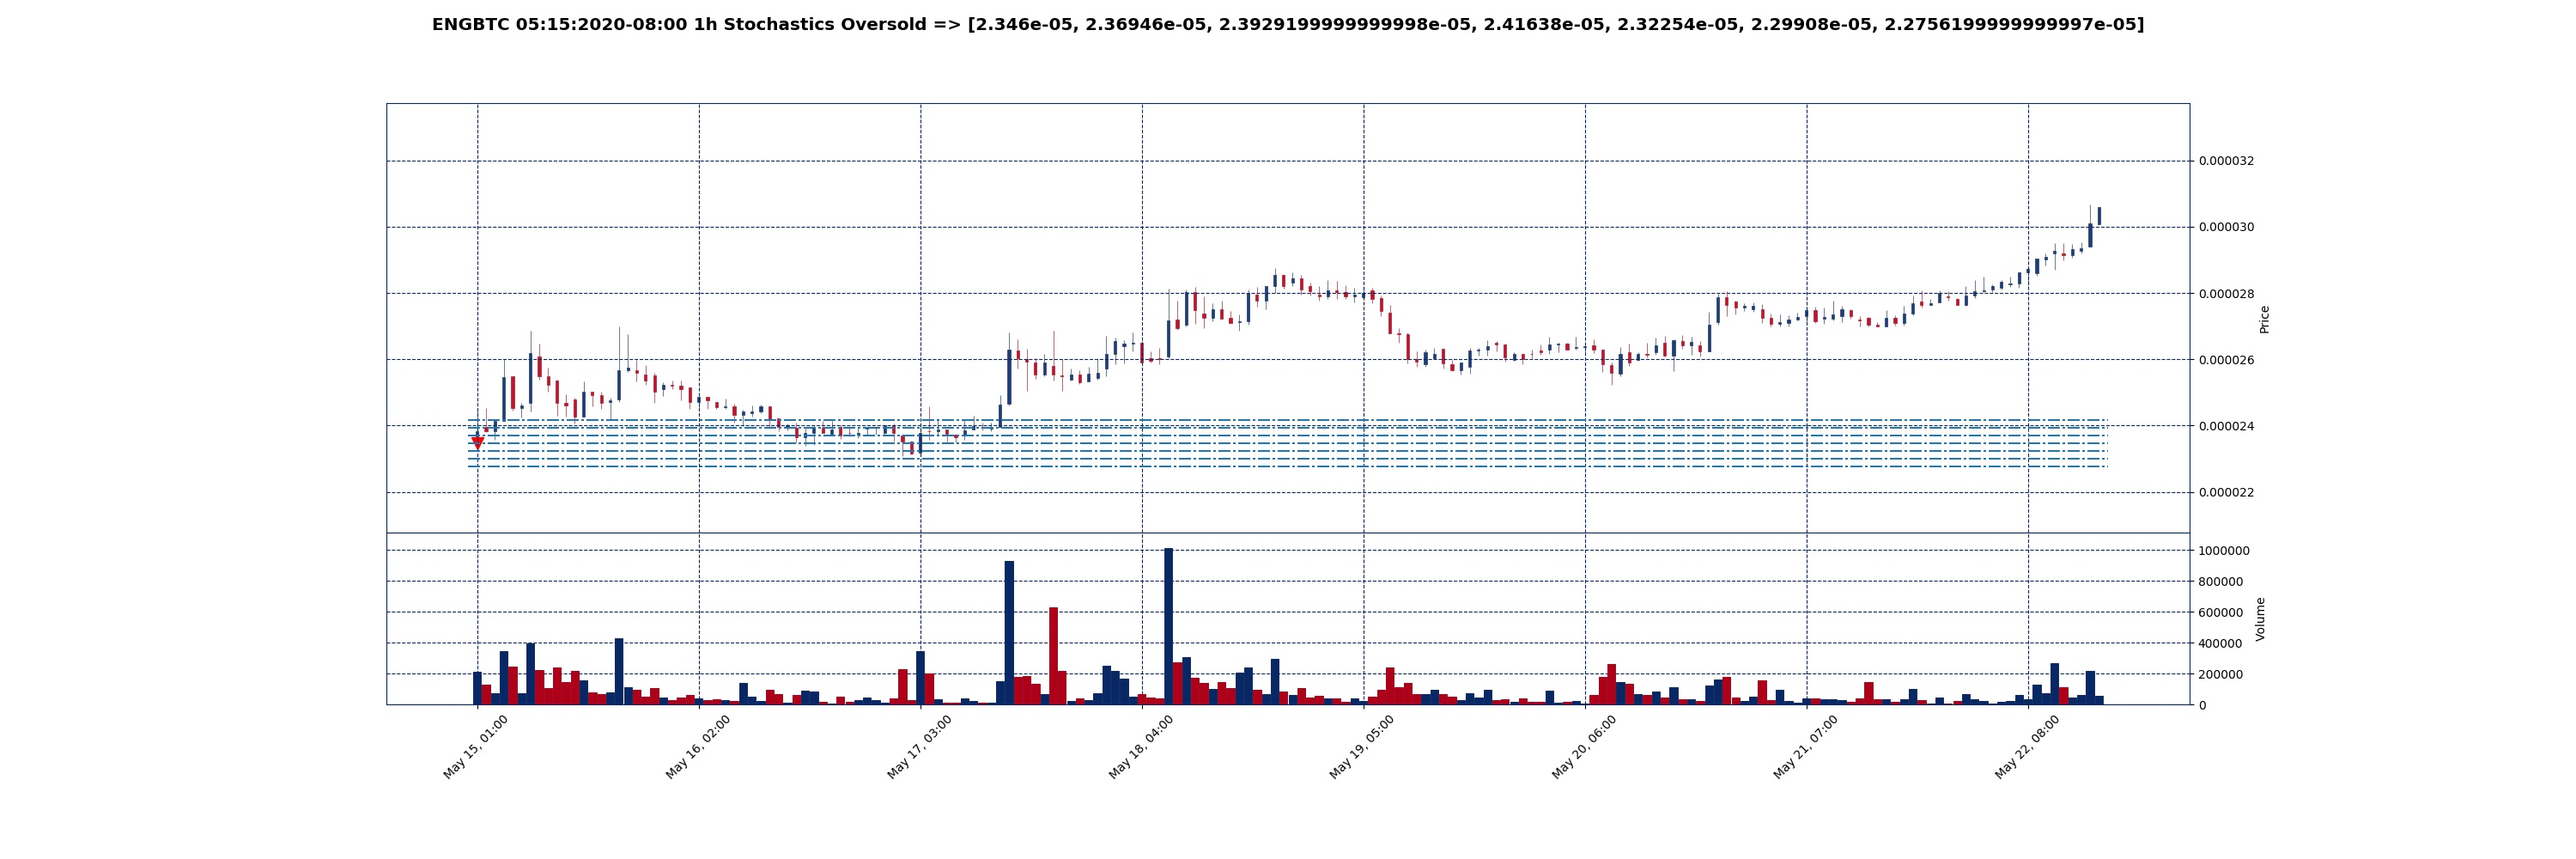 ENGBTC 05:15:2020-08:00 1h Stochastics Oversold => [2.346e-05, 2.36946e-05, 2.3929199999999998e-05, 2.41638e-05, 2.32254e-05, 2.29908e-05, 2.2756199999999997e-05]
0.000032
0.000030
0.000028
0.000026
0.000024
0.000022
Price
1000000
800000
600000
400000
200000
0
Volume
May 15, 01:00
May 16, 02:00
May 17, 03:00
May 18, 04:00
May 19, 05:00
May 20, 06:00
May 21, 07:00
May 22, 08:00